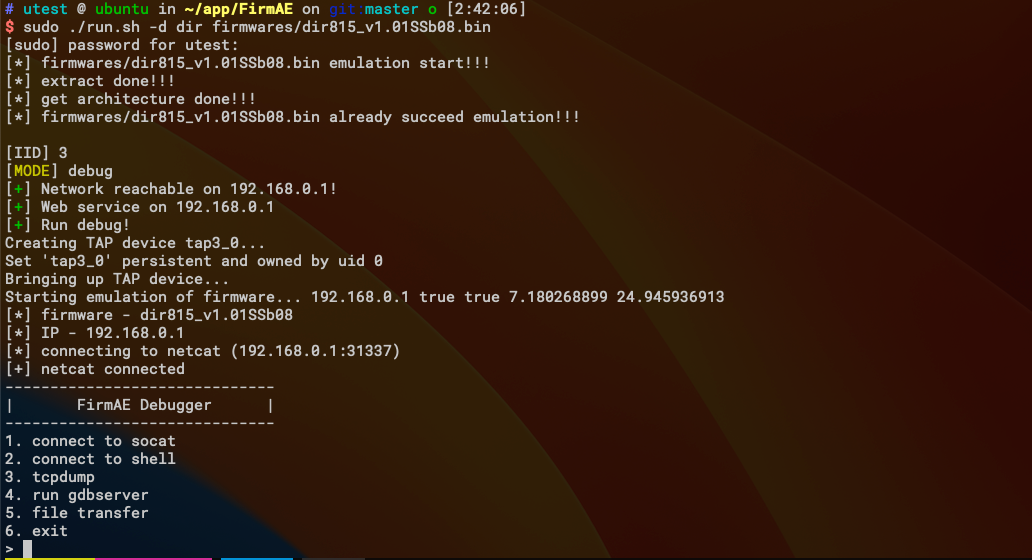 # utest @ ubuntu in ~/app/FirmAE on git:master o [2:42:06]
$ sudo ./run.sh -d dir firmwares/dir815_v1.01SSb08.bin
[sudo] password for utest:
[*] firmwares/dir815_v1.01SSb08.bin emulation start!!!
[*] extract done!!!
[*] get architecture done!!!
[*] firmwares/dir815_v1.01SSb08.bin already succeed emulation!!!

[IID] 3
[MODE] debug
[+] Network reachable on 192.168.0.1!
[+] Web service on 192.168.0.1
[+] Run debug!
Creating TAP device tap3_0...
Set 'tap3_0' persistent and owned by uid 0
Bringing up TAP device...
Starting emulation of firmware... 192.168.0.1 true true 7.180268899 24.945936913
[*] firmware - dir815_v1.01SSb08
[*] IP - 192.168.0.1
[*] connecting to netcat (192.168.0.1:31337)
[+] netcat connected
------------------------------
|       FirmAE Debugger      |
------------------------------
1. connect to socat
2. connect to shell
3. tcpdump
4. run gdbserver
5. file transfer
6. exit
>